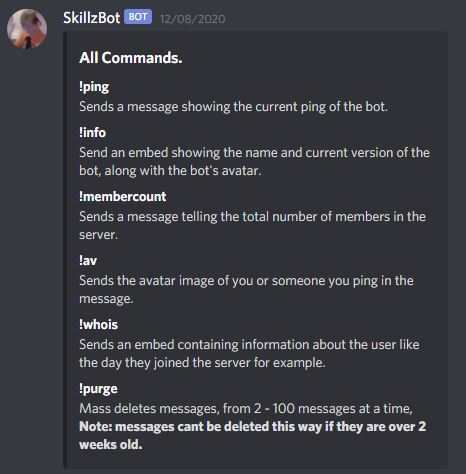 SkillzBot BOT 12/08/2020
All Commands.
!ping
Sends a message showing the current ping of the bot.
!info
Send an embed showing the name and current version of the
bot, along with the bot's avatar.
!membercount
Sends a message telling the total number of members in the
server.
!av
Sends the avatar image of you or someone you ping in the
message.
!whois
Sends an embed containing information about the user like
the day they joined the server for example.
!purge
Mass deletes messages, from 2 - 100 messages at a time,
Note: messages cant be deleted this way if they are over 2
weeks old.